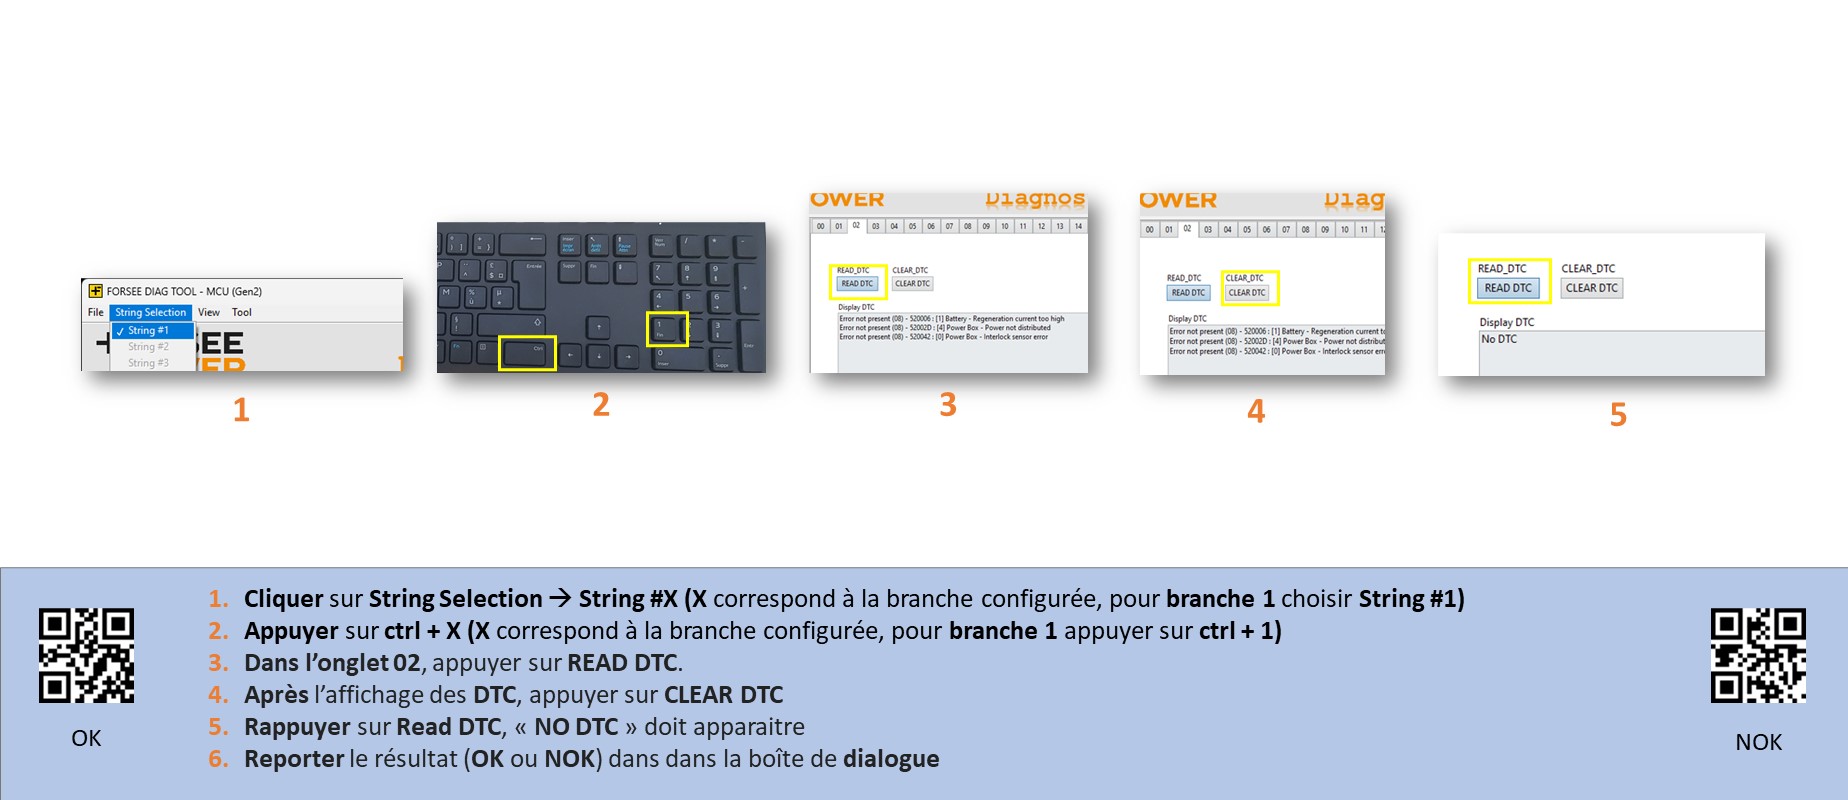 FORSEE DIAG TOOL - MCU (Gen2)
File String Selection View Tool
✓ String #1
String #2
String #3
SEE
ER
1
2
OWER Diagnos
00 01 02 03 04 05 06 07 08 09 10 11 12 13 14
READ_DTC CLEAR_DTC
READ DTC CLEAR DTC
Display DTC
Error not present (08) - 520006 : [1] Battery - Regeneration current too high
Error not present (08) - 52002D : [4] Power Box - Power not distributed
Error not present (08) - 520042 : [0] Power Box - Interlock sensor error
3
OWER Diag
00 01 02 03 04 05 06 07 08 09 10 11 12
READ_DTC CLEAR_DTC
READ DTC CLEAR DTC
Display DTC
Error not present (08) - 520006 : [1] Battery - Regeneration current to
Error not present (08) - 52002D : [4] Power Box - Power not distribut
Error not present (08) - 520042 : [0] Power Box - Interlock sensor err
4
READ_DTC CLEAR_DTC
READ DTC CLEAR DTC
Display DTC
No DTC
5
1. Cliquer sur String Selection → String #X (X correspond à la branche configurée, pour branche 1 choisir String #1)
2. Appuyer sur ctrl + X (X correspond à la branche configurée, pour branche 1 appuyer sur ctrl + 1)
3. Dans l’onglet 02, appuyer sur READ DTC.
4. Après l’affichage des DTC, appuyer sur CLEAR DTC
5. Rappuyer sur Read DTC, « NO DTC » doit apparaitre
6. Reporter le résultat (OK ou NOK) dans dans la boîte de dialogue
OK
NOK